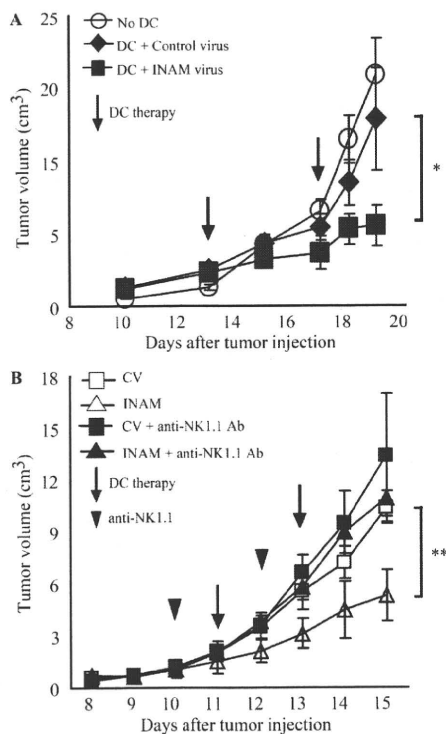 A
25
20
15
5
0
Tumor volume (cm³)
No DC
DC + Control virus
DC + INAM virus
DC therapy
*
8 10 12 14 16 18 20
Days after tumor injection
B
18
15
12
9
6
3
0
Tumor volume (cm³)
CV
INAM
CV + anti-NK1.1 Ab
INAM + anti-NK1.1 Ab
DC therapy
anti-NK1.1
**
8 9 10 11 12 13 14 15
Days after tumor injection